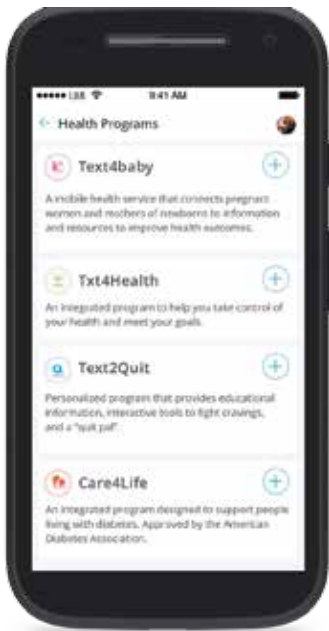 9:41 AM
Health Programs
Text4baby
A mobile health service that connects pregnant
women and mothers of newborns to information
and resources to improve health outcomes.
Txt4Health
An integrated program to help you take control of
your health and meet your goals.
Text2Quit
Personalized program that provides educational
information, interactive tools to fight cravings,
and a "quit pal".
Care4Life
An integrated program designed to support people
living with diabetes. Approved by the American
Diabetes Association.